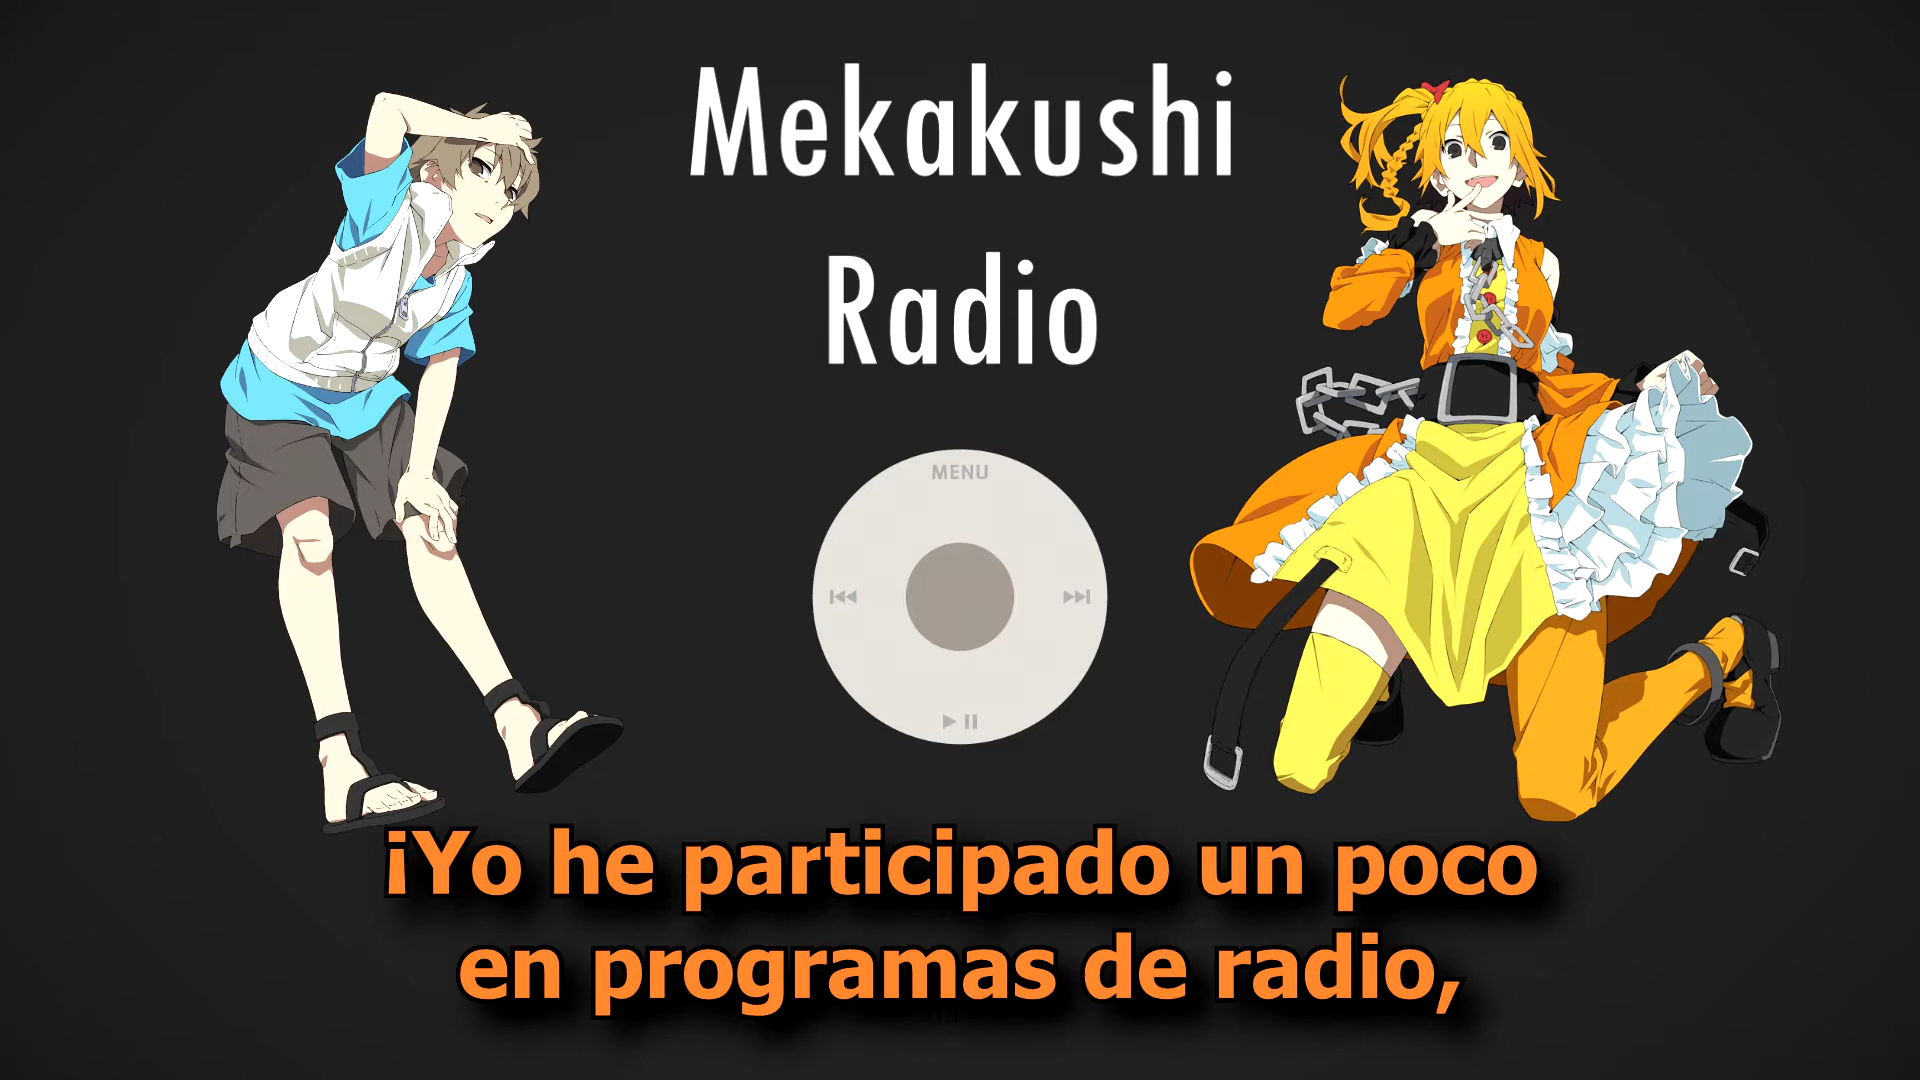 Mekakushi
Radio
MENU
¡Yo he participado un poco
en programas de radio,